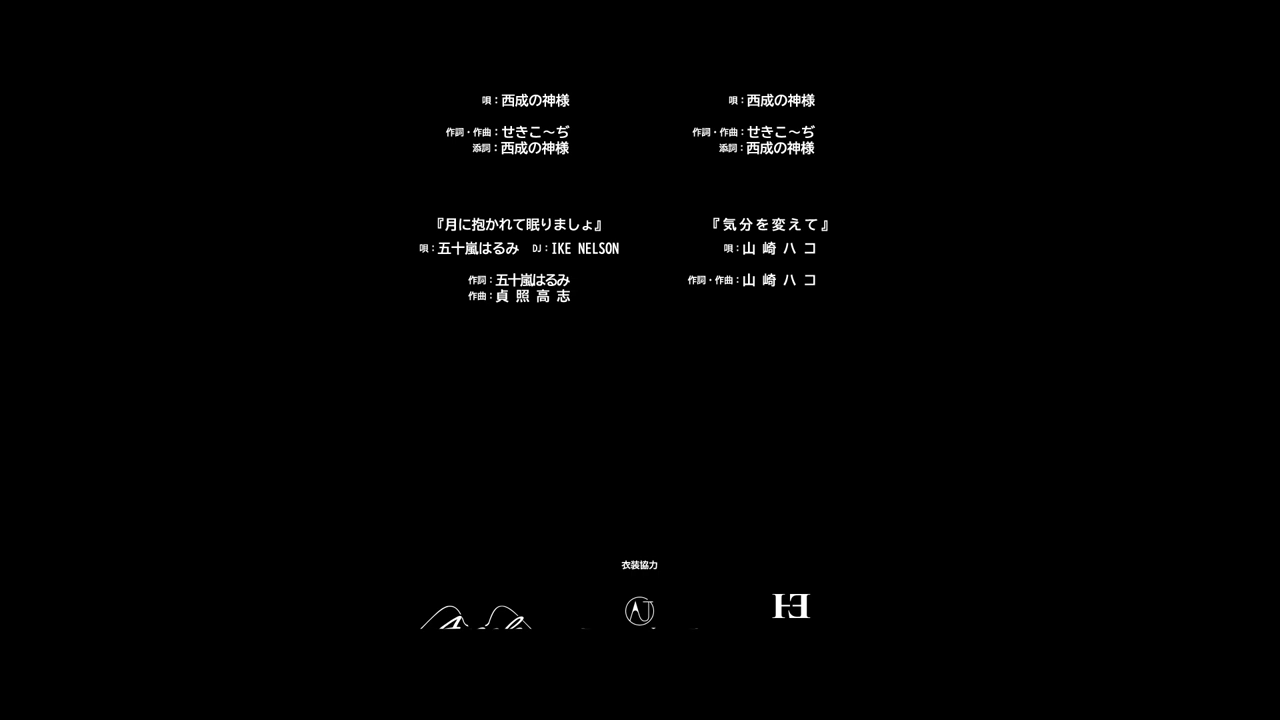 唄：西成の神様
作詞・作曲：せきこ～ぢ
添詞：西成の神様
唄：西成の神様
作詞・作曲：せきこ～ぢ
添詞：西成の神様
『月に抱かれて眠りましょ』
唄：五十嵐はるみ　DJ：IKE NELSON
作詞：五十嵐はるみ
作曲：貞照高志
『気分を変えて』
唄：山崎ハコ
作詞・作曲：山崎ハコ
衣装協力
AJ